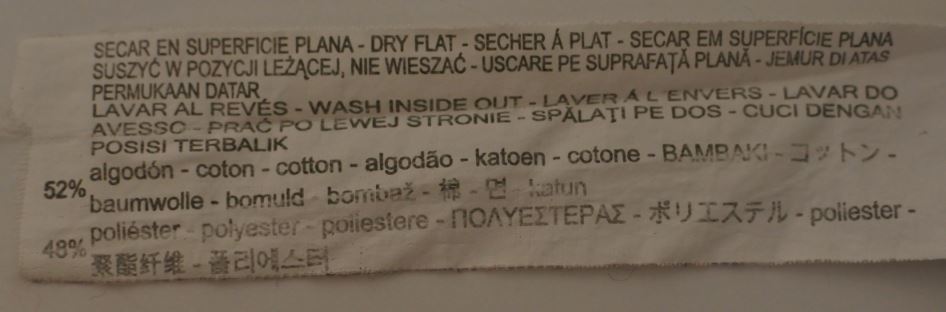 SECAR EN SUPERFICIE PLANA - DRY FLAT - SECHER Á PLAT - SECAR EM SUPERFÍCIE PLANA
SUSZYĆ W POZYCJI LEŻĄCEJ, NIE WIESZAĆ - USCARE PE SUPRAFAȚĂ PLANĂ - JEMUR DI ATAS
PERMUKAAN DATAR
LAVAR AL REVÉS - WASH INSIDE OUT - LAVER Á L'ENVERS - LAVAR DO
AVESSO - PRAĆ PO LEWEJ STRONIE - SPĂLAȚI PE DOS - CUCI DENGAN
POSISI TERBALIK
52% algodón - coton - cotton - algodão - katoen - cotone - ΒΑΜΒΑΚΙ - コットン -
baumwolle - bomuld - bombaž - 棉 - 면 - katun
48% poliéster - polyester - poliestere - ΠΟΛΥΕΣΤΕΡΑΣ - ポリエステル - poliester -
聚酯纤维 - 폴리에스터